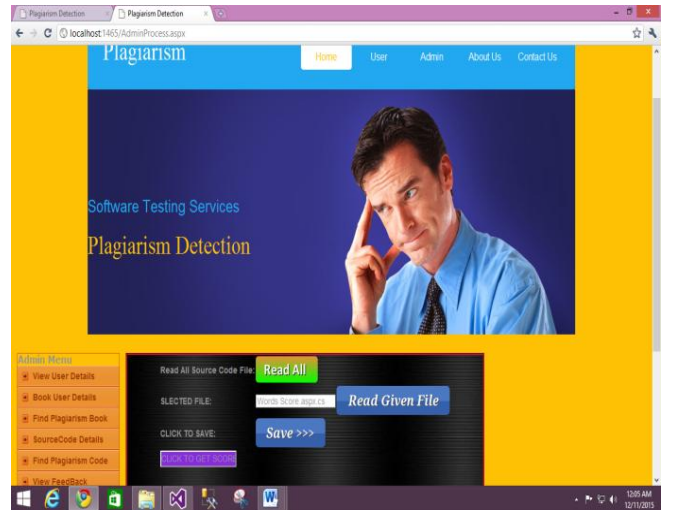 Plagiarism Detection
Plagiarism Detection
localhost:1465/AdminProcess.aspx
Plagiarism
Home User Admin About Us Contact Us
Software Testing Services
Plagiarism Detection
Admin Menu
View User Details
Book User Details
Find Plagiarism Book
SourceCode Details
Find Plagiarism Code
View FeedBack
Read All Source Code File: Read All
SLECTED FILE: Words Score.aspx.cs Read Given File
CLICK TO SAVE: Save >>>
CLICK TO GET SCORE
12:05 AM
12/11/2015